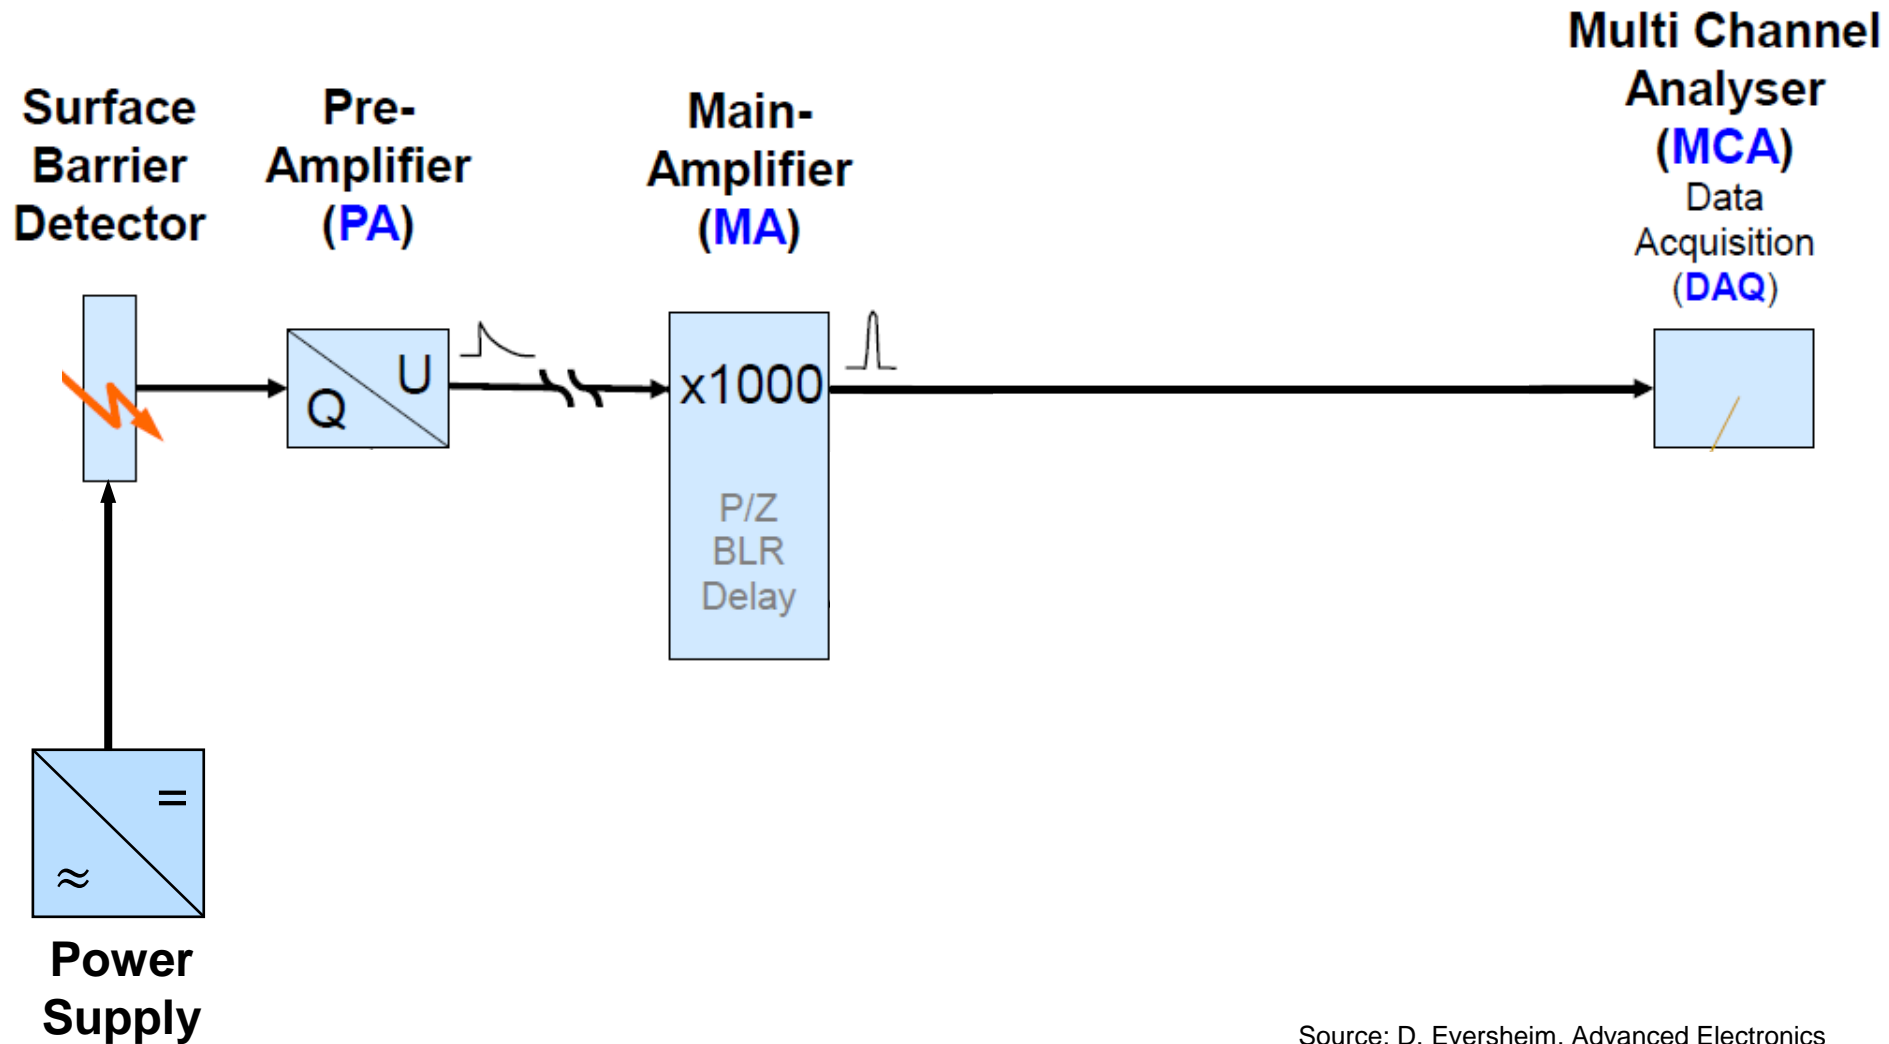 Surface
Barrier
Detector
Pre-
Amplifier
(PA)
Main-
Amplifier
(MA)
Multi Channel
Analyser
(MCA)
Data
Acquisition
(DAQ)
Q
U
x1000
P/Z
BLR
Delay
=
≈
Power
Supply
Source: D. Eversheim, Advanced Electronics